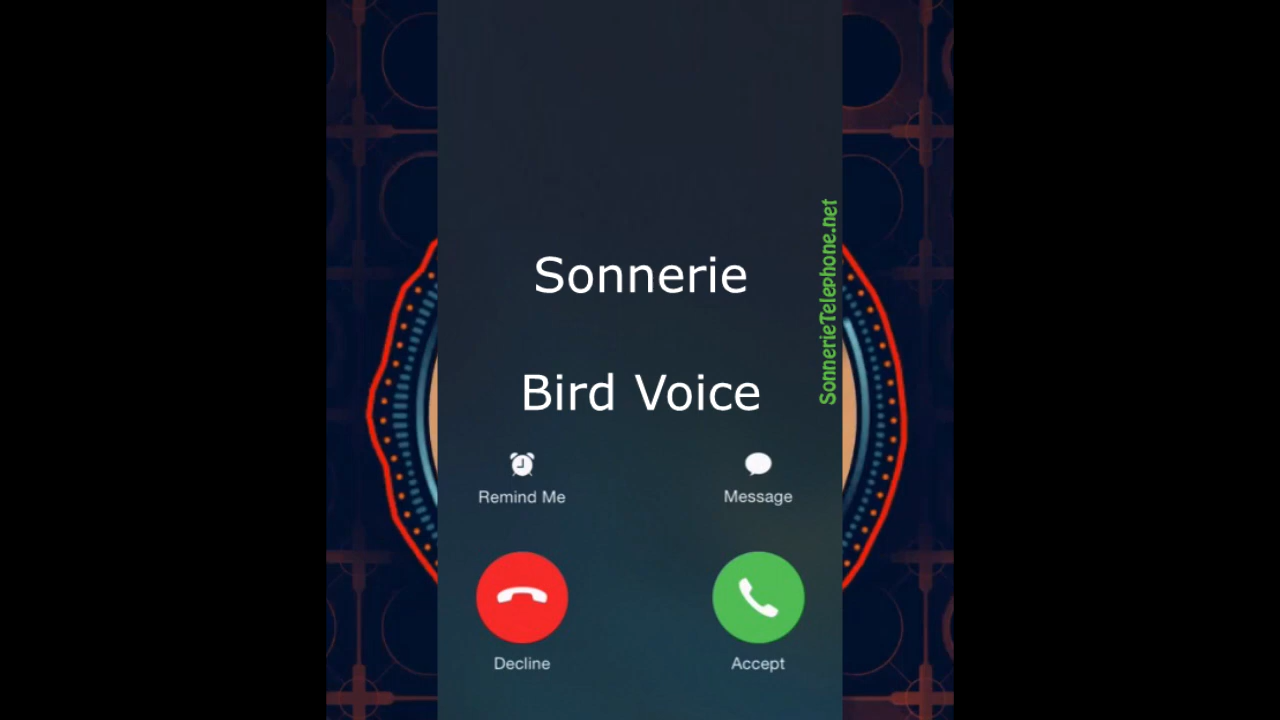 Sonnerie
Bird Voice
SonnerieTelephone.net
Remind Me
Message
Decline
Accept